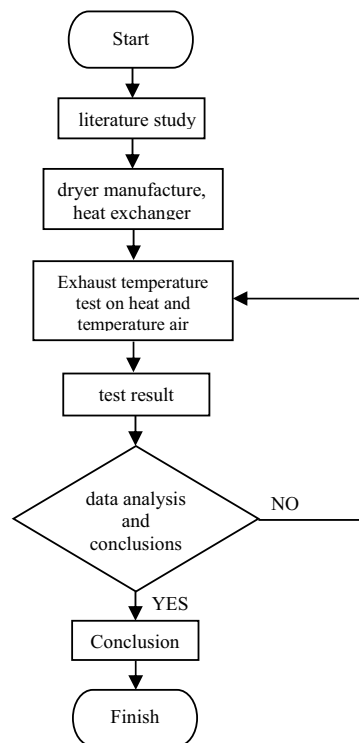 Start
literature study
dryer manufacture,
heat exchanger
Exhaust temperature
test on heat and
temperature air
test result
data analysis
and
conclusions
NO
YES
Conclusion
Finish